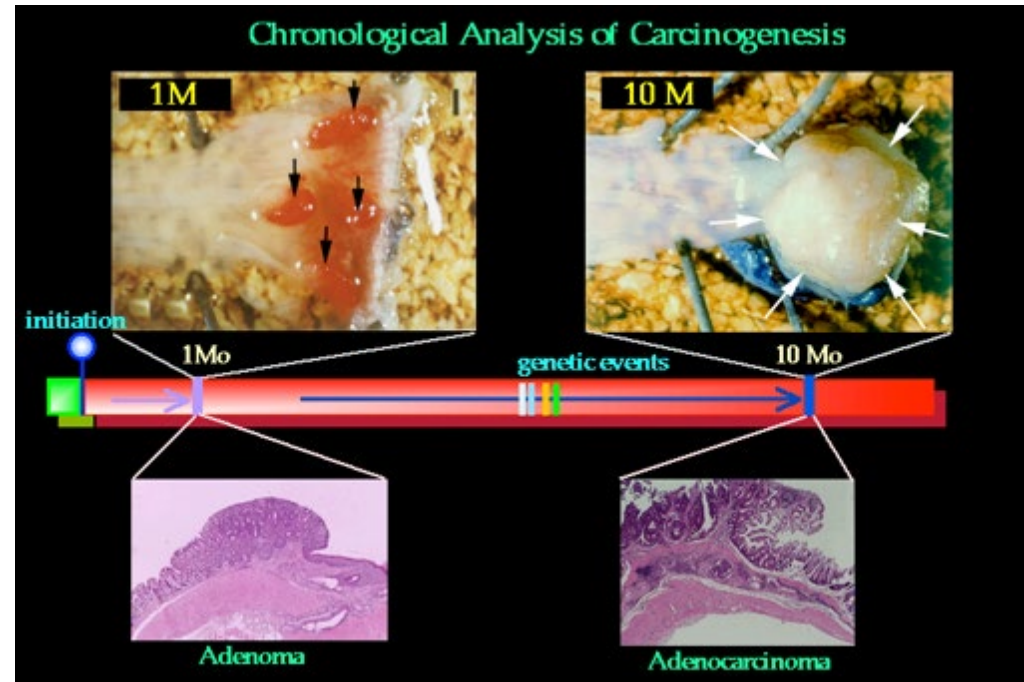 Chronological Analysis of Carcinogenesis
1M
10 M
initiation
1Mo
genetic events
10 Mo
Adenoma
Adenocarcinoma